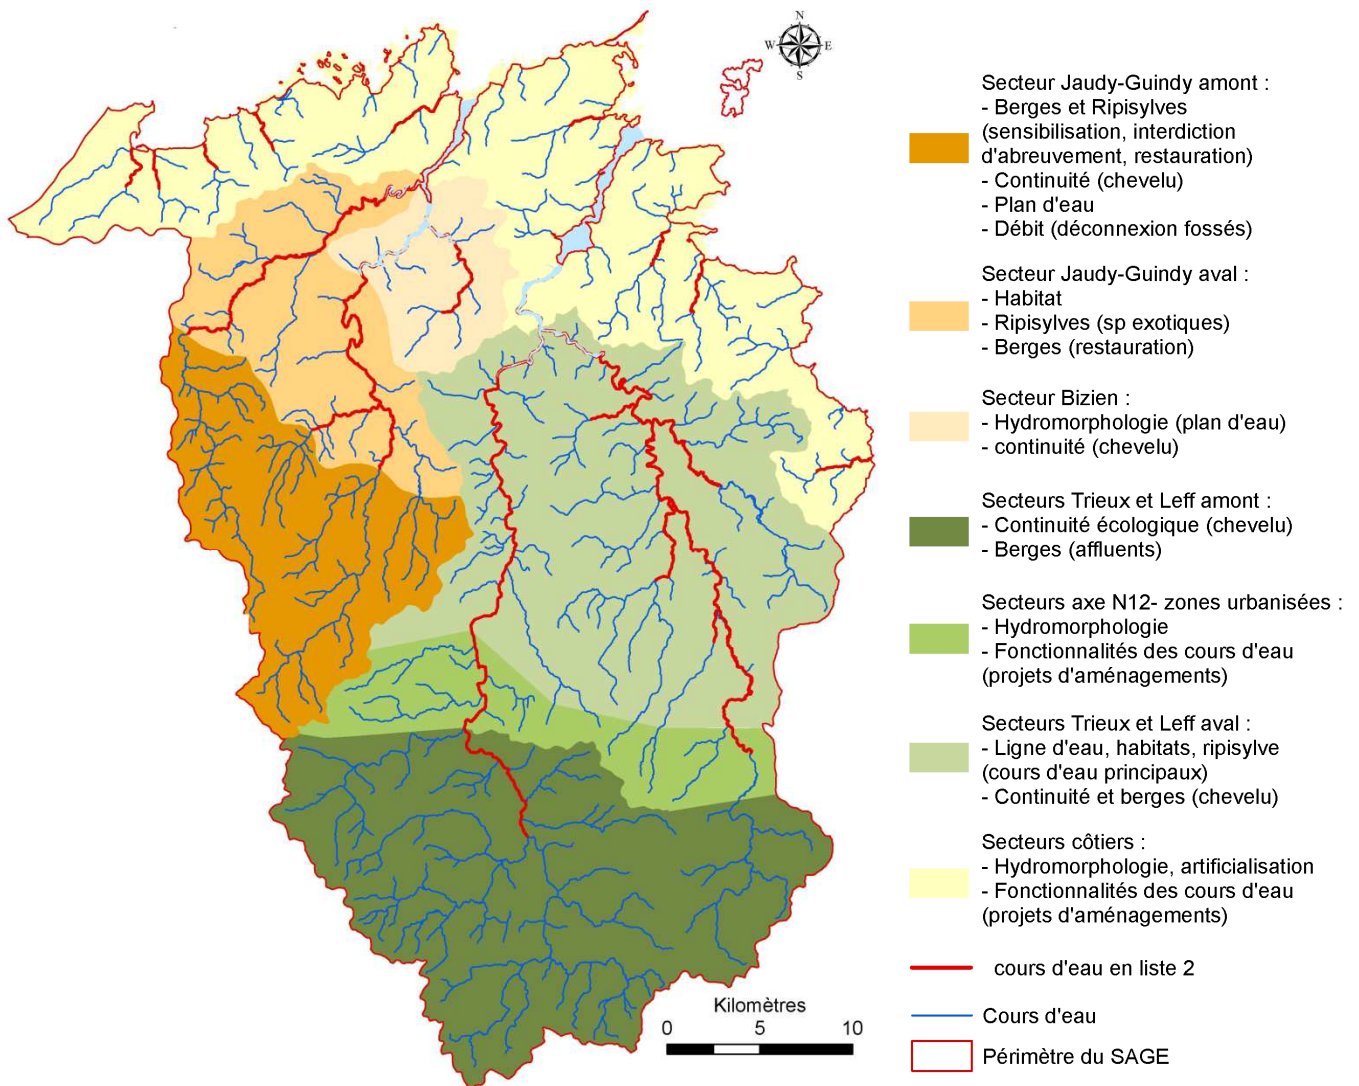 N
W
E
S
Secteur Jaudy-Guindy amont :
- Berges et Ripisylves
(sensibilisation, interdiction
d'abreuvement, restauration)
- Continuité (chevelu)
- Plan d'eau
- Débit (déconnexion fossés)
Secteur Jaudy-Guindy aval :
- Habitat
- Ripisylves (sp exotiques)
- Berges (restauration)
Secteur Bizien :
- Hydromorphologie (plan d'eau)
- continuité (chevelu)
Secteurs Trieux et Leff amont :
- Continuité écologique (chevelu)
- Berges (affluents)
Secteurs axe N12- zones urbanisées :
- Hydromorphologie
- Fonctionnalités des cours d'eau
(projets d'aménagements)
Secteurs Trieux et Leff aval :
- Ligne d'eau, habitats, ripisylve
(cours d'eau principaux)
- Continuité et berges (chevelu)
Secteurs côtiers :
- Hydromorphologie, artificialisation
- Fonctionnalités des cours d'eau
(projets d'aménagements)
cours d'eau en liste 2
Cours d'eau
Périmètre du SAGE
Kilomètres
0 5 10